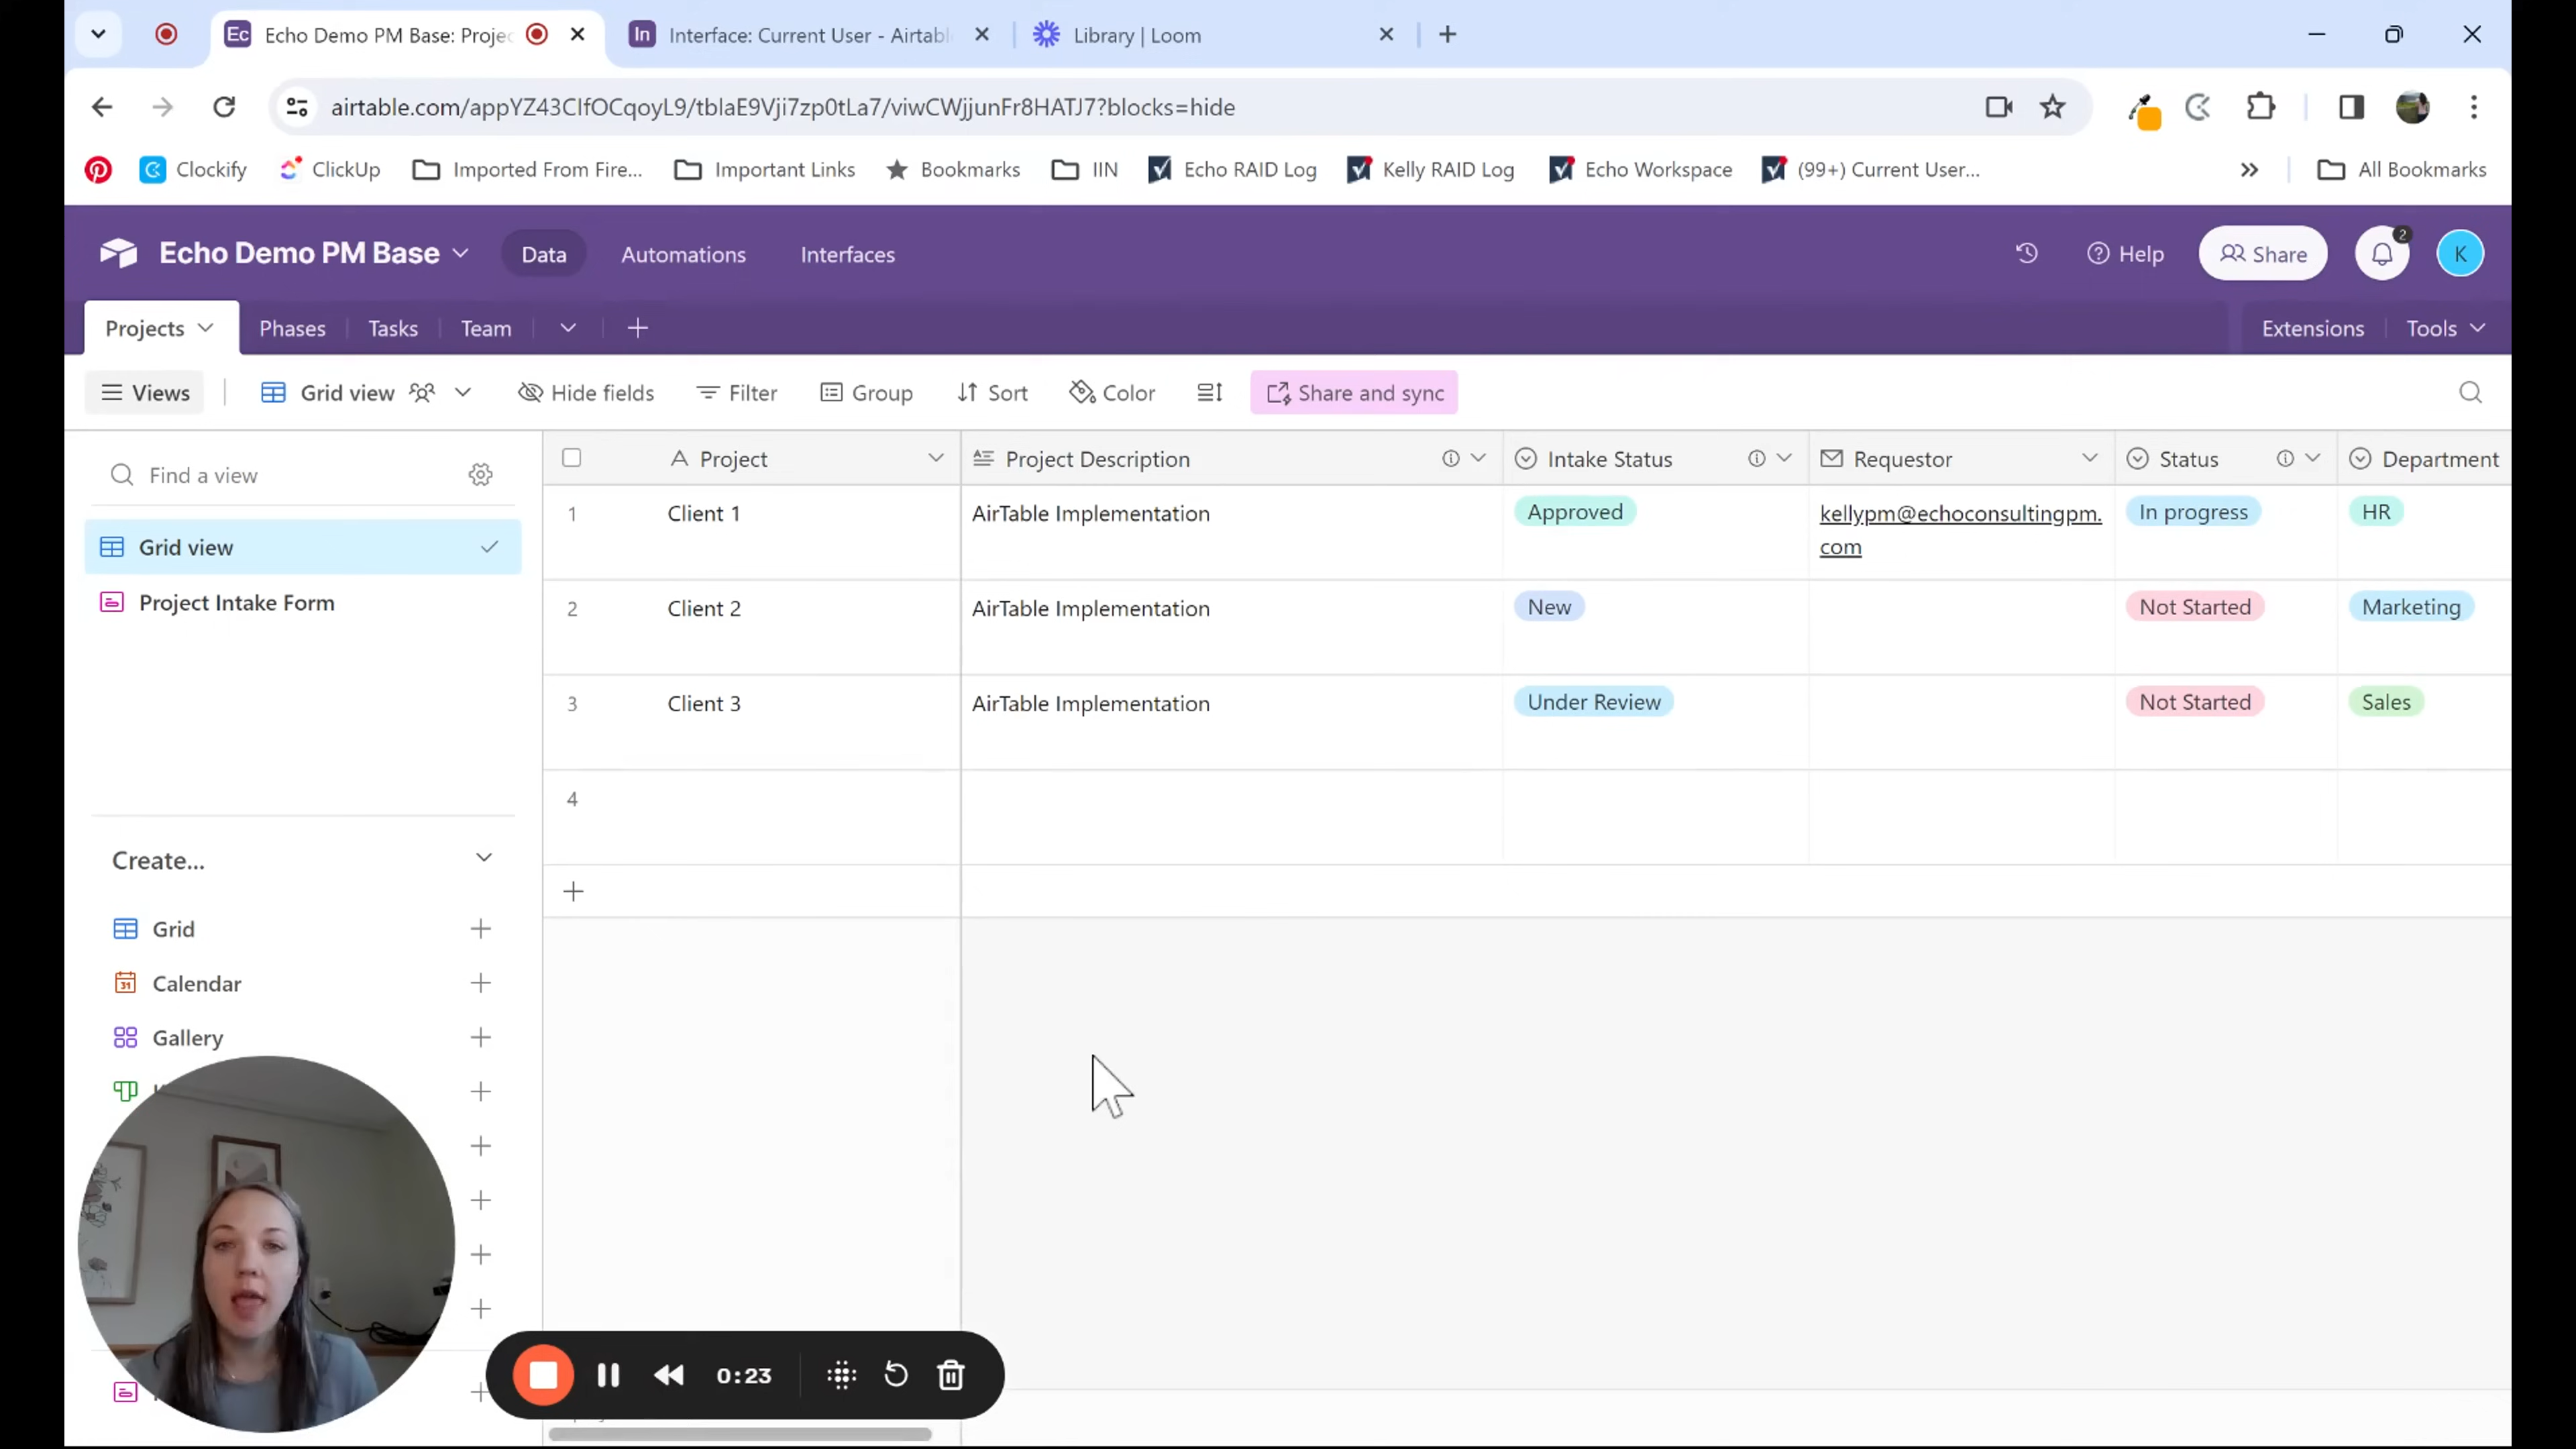 Ec Echo Demo PM Base: Projec
In Interface: Current User - Airtabl
Library | Loom
airtable.com/appYZ43ClfOCqoyL9/tblaE9Vji7zp0tLa7/viwCWjjunFr8HATJ7?blocks=hide
Clockify ClickUp Imported From Fire... Important Links Bookmarks IIN Echo RAID Log Kelly RAID Log Echo Workspace (99+) Current User... All Bookmarks
Echo Demo PM Base Data Automations Interfaces Help Share 2 K
Projects Phases Tasks Team Extensions Tools
Views Grid view Hide fields Filter Group Sort Color Share and sync
Find a view
Grid view
Project Intake Form
Create...
Grid
31 Calendar
Gallery
Project Project Description Intake Status Requestor Status Department
1 Client 1 AirTable Implementation Approved kellypm@echoconsultingpm.
com
In progress HR
2 Client 2 AirTable Implementation New Not Started Marketing
3 Client 3 AirTable Implementation Under Review Not Started Sales
4
0:23